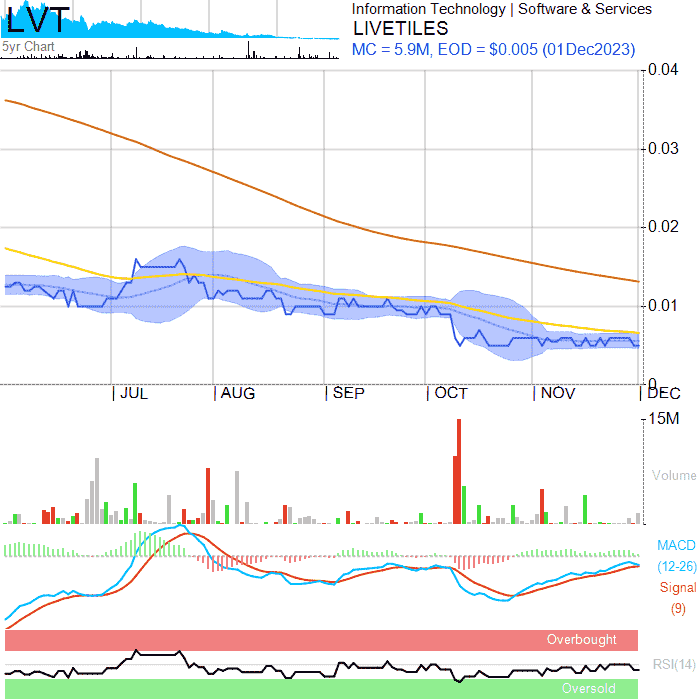 LVT
5yr Chart
Information Technology | Software & Services
LIVETILES
MC = 5.9M, EOD = $0.005 (01Dec2023)
0.04
0.03
0.02
0.01
0
JUL AUG SEP OCT NOV DEC
15M
Volume
MACD
(12-26)
Signal
(9)
Overbought
RSI(14)
Oversold